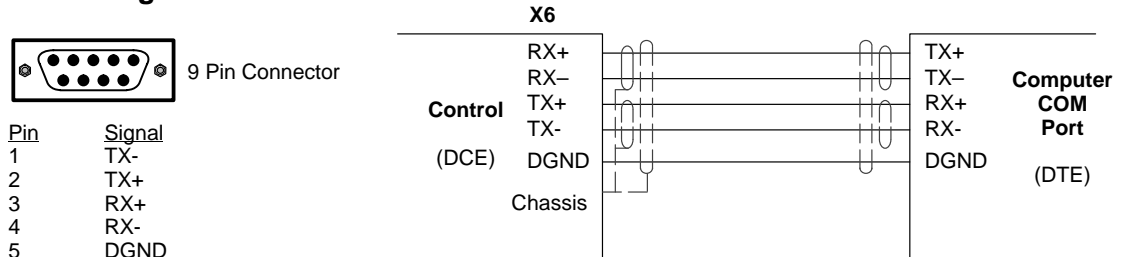 9 Pin Connector
Pin Signal
1 TX-
2 TX+
3 RX+
4 RX-
5 DGND
X6
Control
(DCE)
RX+
RX–
TX+
TX-
DGND
Chassis
TX+
TX–
RX+
RX-
DGND
Computer
COM
Port
(DTE)